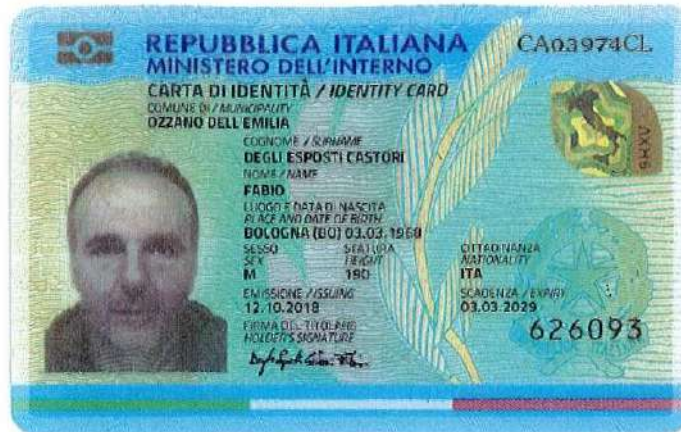 REPUBBLICA ITALIANA
CA03974CL
MINISTERO DELL'INTERNO
CARTA DI IDENTITÀ / IDENTITY CARD
COMUNE DI / MUNICIPALITY
OZZANO DELL EMILIA
COGNOME / SURNAME
DEGLI ESPOSTI CASTORI
NOME / NAME
FABIO
LUOGO E DATA DI NASCITA
PLACE AND DATE OF BIRTH
BOLOGNA (BO) 03.03.
SESSO STATURA CITTADINANZA
SEX HEIGHT NATIONALITY
M 190 ITA
EMISSIONE / ISSUING SCADENZA / EXPIRY
12.10.2018 03.03.2029
FIRMA DEL TITOLARE
HOLDER'S SIGNATURE
626093